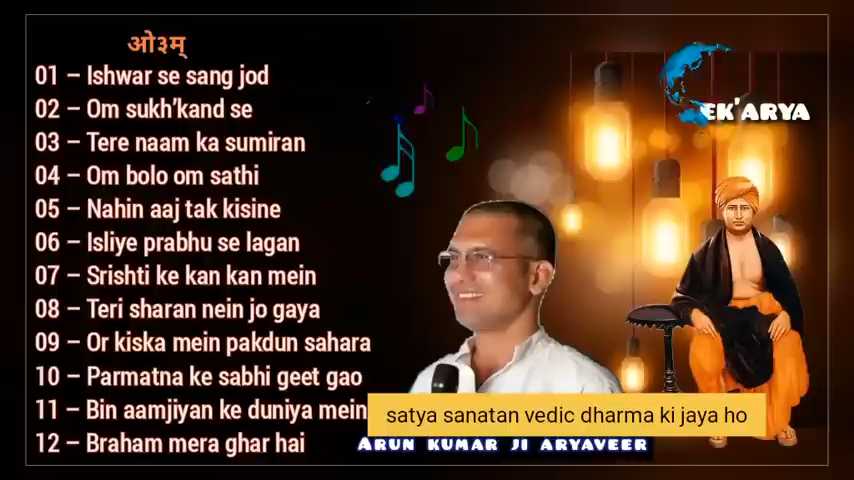 ओ३म्
01 – Ishwar se sang jod
02 – Om sukh’kand se
03 – Tere naam ka sumiran
04 – Om bolo om sathi
05 – Nahin aaj tak kisine
06 – Isliye prabhu se lagan
07 – Srishti ke kan kan mein
08 – Teri sharan nein jo gaya
09 – Or kiska mein pakdun sahara
10 – Parmatna ke sabhi geet gao
11 – Bin aamjiyan ke duniya mein
12 – Braham mera ghar hai
EK'ARYA
satya sanatan vedic dharma ki jaya ho
ARUN KUMAR JI ARYAVEER